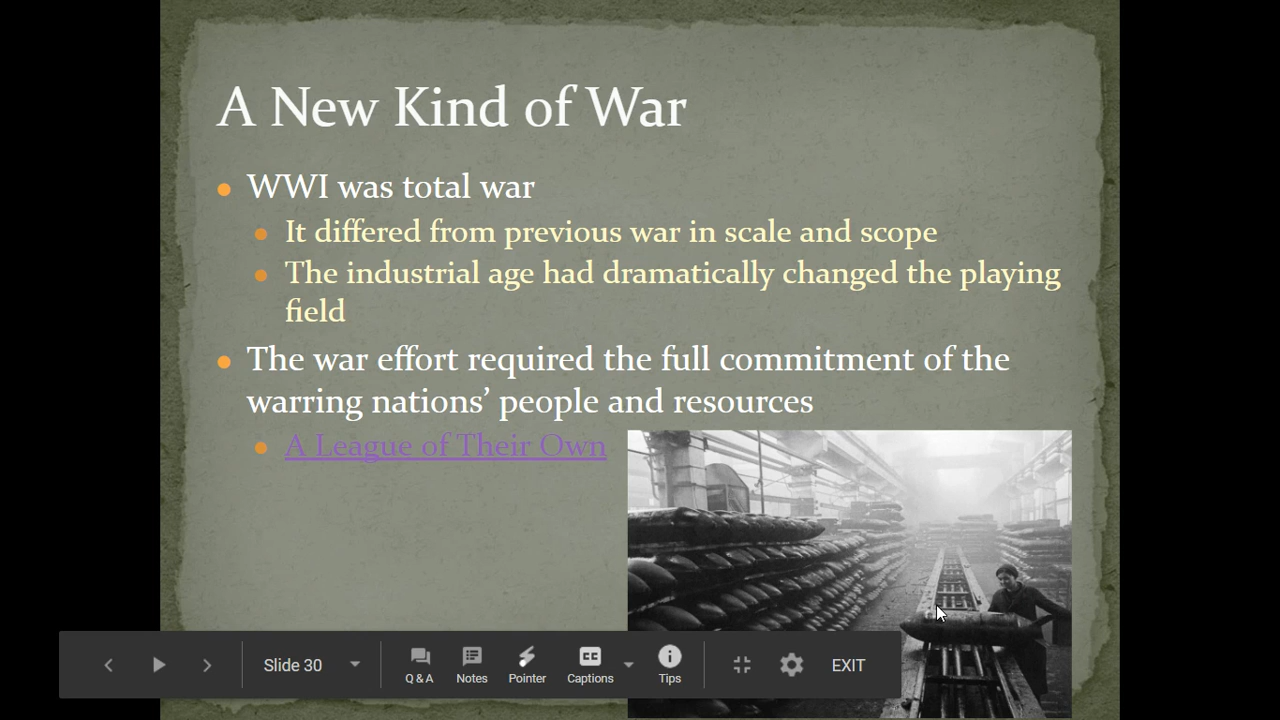 A New Kind of War
WWI was total war
It differed from previous war in scale and scope
The industrial age had dramatically changed the playing
field
The war effort required the full commitment of the
warring nations’ people and resources
A League of Their Own
Slide 30
Q & A
Notes
Pointer
Captions
Tips
EXIT